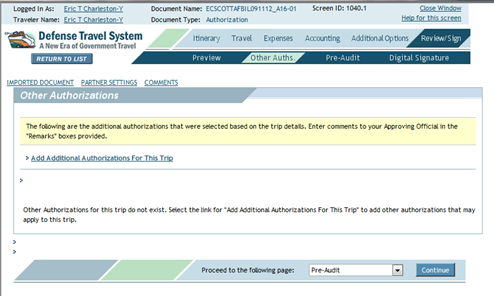 Logged In As: Eric T Charleston-Y Document Name: ECSCOTTAFBIL091112_A16-01 Screen ID: 1040.1 Close Window
Traveler Name: Eric T Charleston-Y Document Type: Authorization Help for this screen
Defense Travel System
A New Era of Government Travel
Itinerary Travel Expenses Accounting Additional Options Review/Sign
RETURN TO LIST
Preview Other Auths. Pre-Audit Digital Signature
IMPORTED DOCUMENT PARTNER SETTINGS COMMENTS
Other Authorizations
The following are the additional authorizations that were selected based on the trip details. Enter comments to your Approving Official in the
"Remarks" boxes provided.
> Add Additional Authorizations For This Trip
>
Other Authorizations for this trip do not exist. Select the link for "Add Additional Authorizations For This Trip" to add other authorizations that may
apply to this trip.
>
>
Proceed to the following page: Pre-Audit Continue